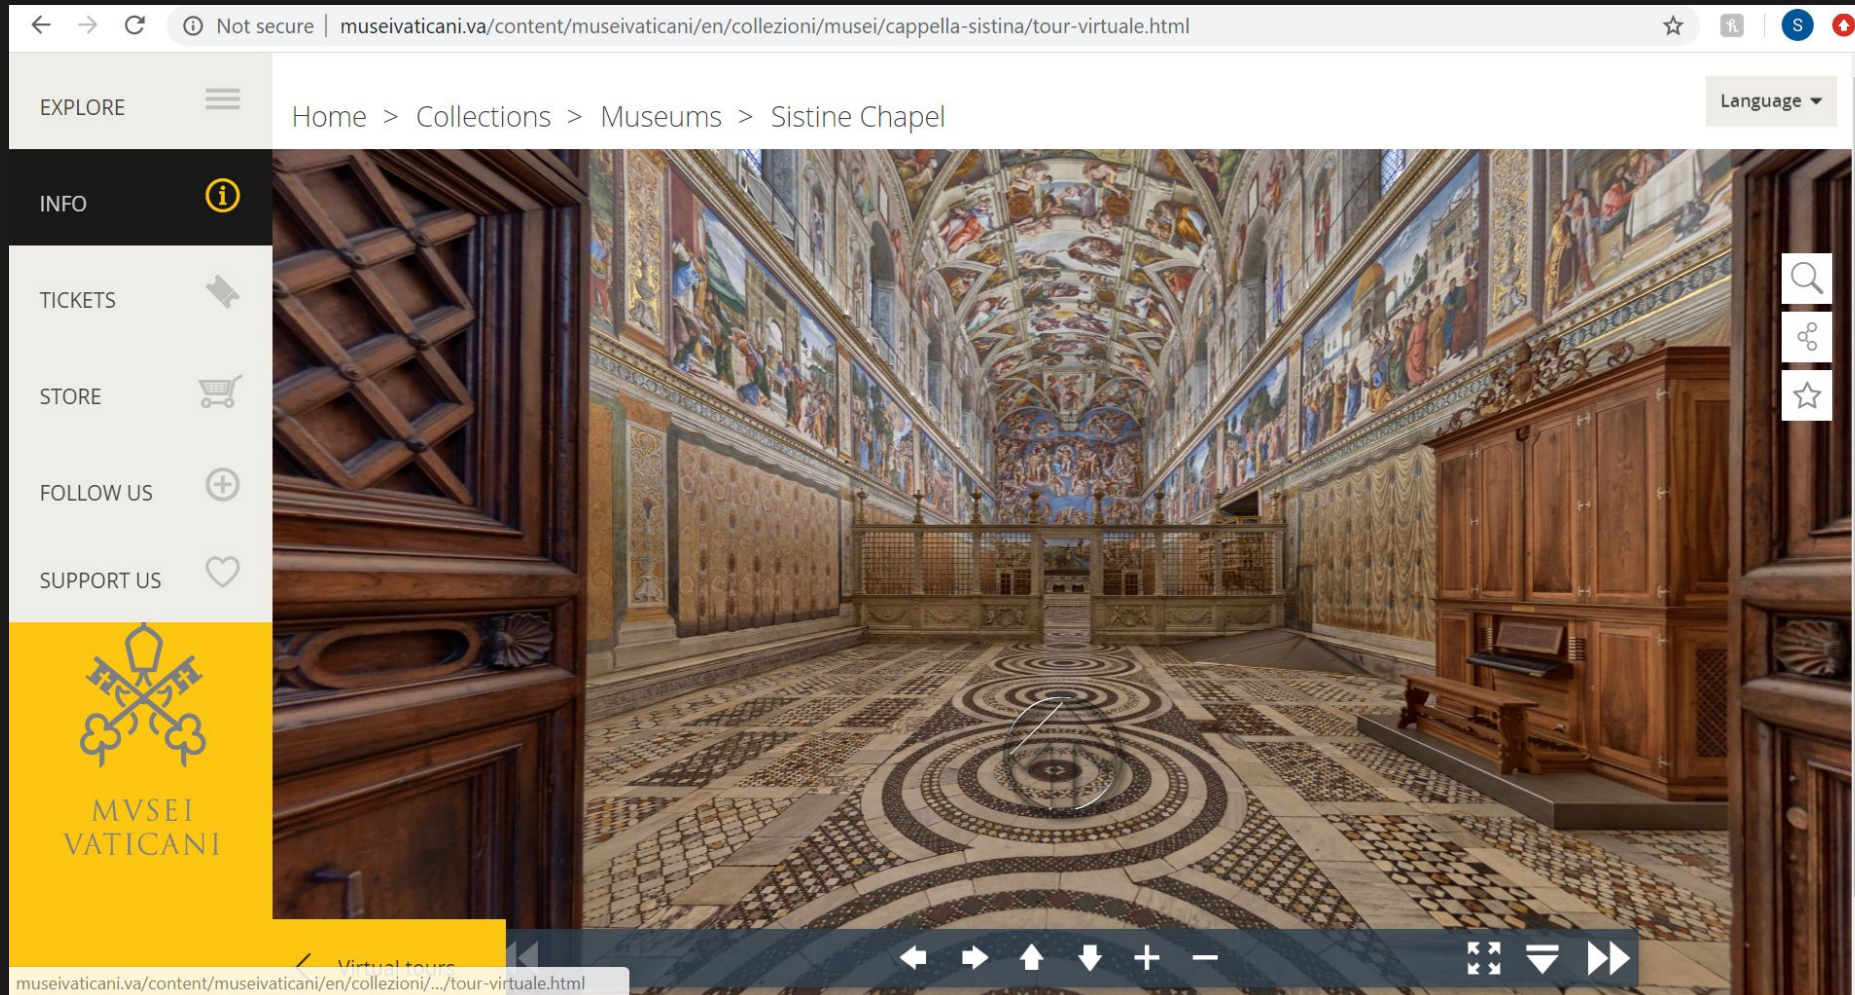 Not secure | museivaticani.va/content/museivaticani/en/collezioni/musei/cappella-sistina/tour-virtuale.html
S
EXPLORE
Home > Collections > Museums > Sistine Chapel
Language
INFO
TICKETS
STORE
FOLLOW US
SUPPORT US
MVSEI
VATICANI
Virtual tours
museivaticani.va/content/museivaticani/en/collezioni/.../tour-virtuale.html